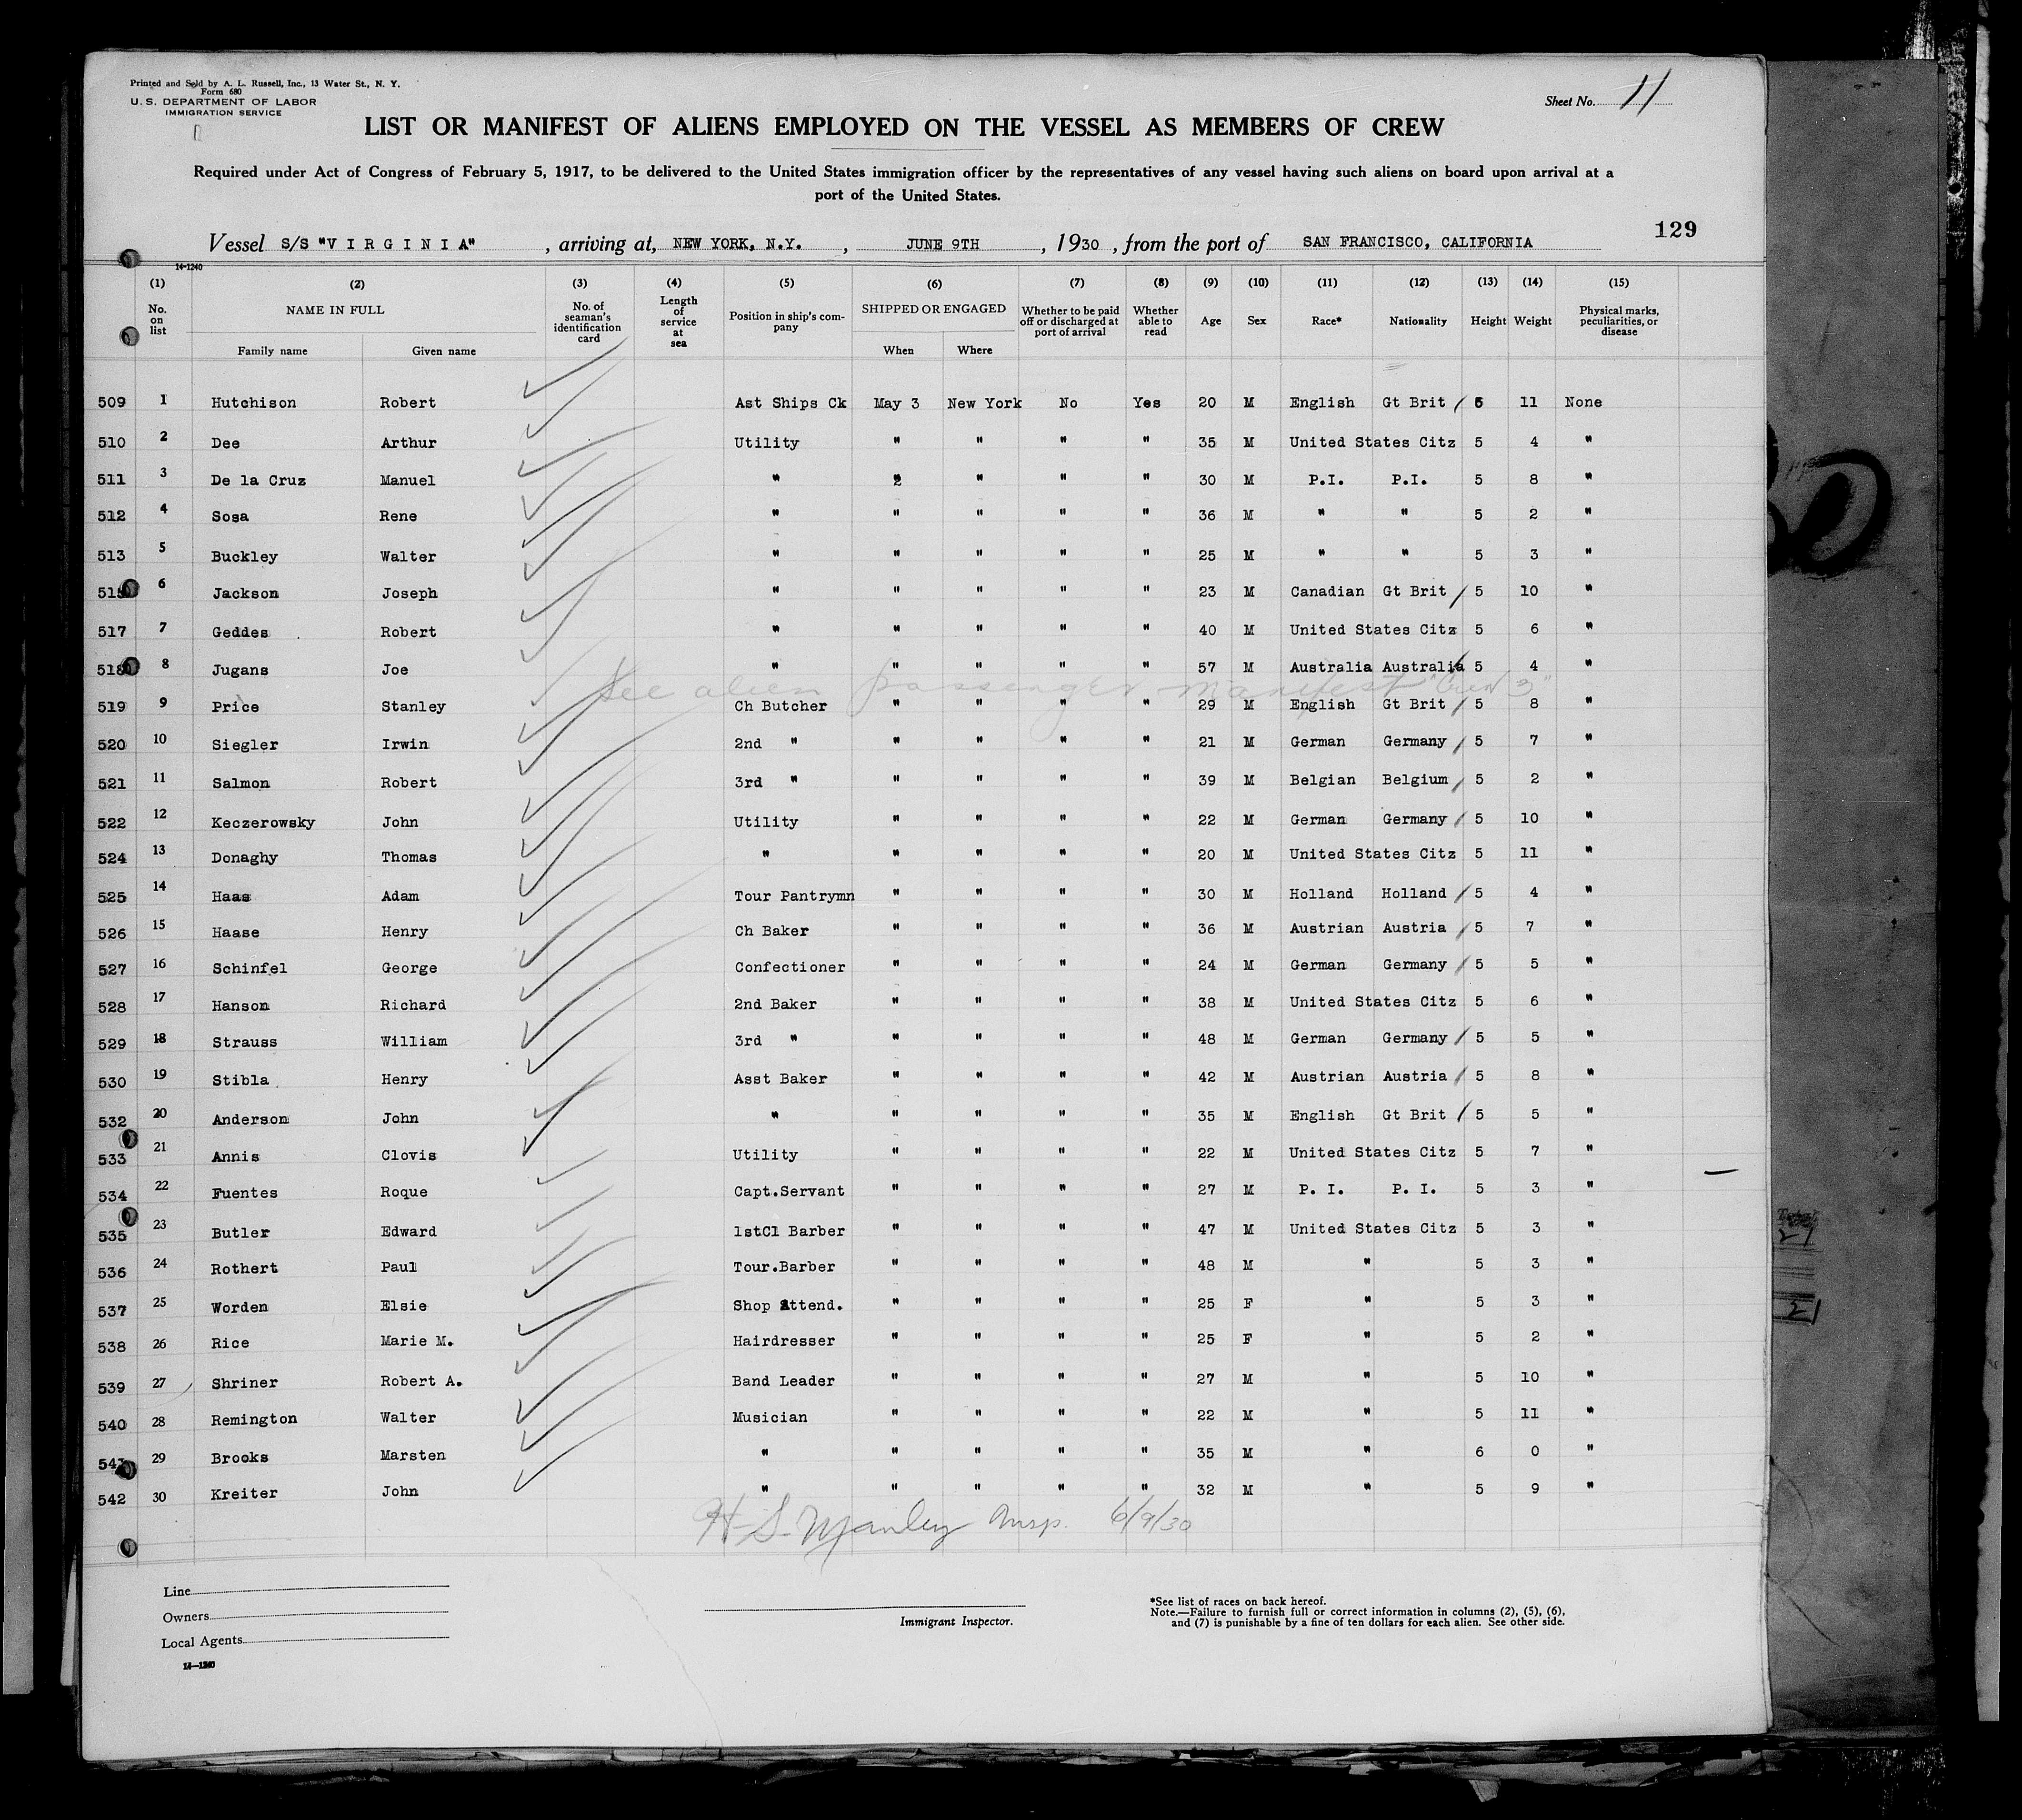 Printed and Sold by A. L. Russell, Inc., 13 Water St., N. Y.
Form 680
U. S. DEPARTMENT OF LABOR
IMMIGRATION SERVICE
Sheet No. 11
LIST OR MANIFEST OF ALIENS EMPLOYED ON THE VESSEL AS MEMBERS OF CREW
Required under Act of Congress of February 5, 1917, to be delivered to the United States immigration officer by the representatives of any vessel having such aliens on board upon arrival at a
port of the United States.
129
Vessel S/S "V I R G I N I A" , arriving at, NEW YORK, N.Y. , JUNE 9TH , 1930 , from the port of SAN FRANCISCO, CALIFORNIA
14-1240
(1) (2) (3) (4) (5) (6) (7) (8) (9) (10) (11) (12) (13) (14) (15)
No. on list NAME IN FULL No. of seaman's identification card Length of service at sea Position in ship's company SHIPPED OR ENGAGED Whether to be paid off or discharged at port of arrival Whether able to read Age Sex Race* Nationality Height Weight Physical marks, peculiarities, or disease
Family name Given name When Where
509 1 Hutchison Robert Ast Ships Ck May 3 New York No Yes 20 M English Gt Brit / 5 11 None
510 2 Dee Arthur Utility " " " " 35 M United States Citz 5 4 "
511 3 De la Cruz Manuel " 2 " " " 30 M P.I. P.I. 5 8 "
512 4 Sosa Rene " " " " " 36 M " " 5 2 "
513 5 Buckley Walter " " " " " 25 M " " 5 3 "
515 6 Jackson Joseph " " " " " 23 M Canadian Gt Brit / 5 10 "
517 7 Geddes Robert " " " " " 40 M United States Citz 5 6 "
518 8 Jugans Joe " " " " " 57 M Australia Australia / 5 4 "
See alien passenger manifest
519 9 Price Stanley Ch Butcher " " " " 29 M English Gt Brit / 5 8 "
520 10 Siegler Irwin 2nd " " " " " 21 M German Germany / 5 7 "
521 11 Salmon Robert 3rd " " " " " 39 M Belgian Belgium / 5 2 "
522 12 Keczerowsky John Utility " " " " 22 M German Germany / 5 10 "
524 13 Donaghy Thomas " " " " " 20 M United States Citz 5 11 "
525 14 Haas Adam Tour Pantrymn " " " " 30 M Holland Holland / 5 4 "
526 15 Haase Henry Ch Baker " " " " 36 M Austrian Austria / 5 7 "
527 16 Schinfel George Confectioner " " " " 24 M German Germany / 5 5 "
528 17 Hanson Richard 2nd Baker " " " " 38 M United States Citz 5 6 "
529 18 Strauss William 3rd " " " " " 48 M German Germany / 5 5 "
530 19 Stibla Henry Asst Baker " " " " 42 M Austrian Austria / 5 8 "
532 20 Anderson John " " " " " 35 M English Gt Brit / 5 5 "
533 21 Annis Clovis Utility " " " " 22 M United States Citz 5 7 "
534 22 Fuentes Roque Capt.Servant " " " " 27 M P. I. P. I. 5 3 "
535 23 Butler Edward 1stCl Barber " " " " 47 M United States Citz 5 3 "
536 24 Rothert Paul Tour.Barber " " " " 48 M " 5 3 "
537 25 Worden Elsie Shop Attend. " " " " 25 F " 5 3 "
538 26 Rice Marie M. Hairdresser " " " " 25 F " 5 2 "
539 27 Shriner Robert A. Band Leader " " " " 27 M " 5 10 "
540 28 Remington Walter Musician " " " " 22 M " 5 11 "
541 29 Brooks Marsten " " " " " 35 M " 6 0 "
542 30 Kreiter John " " " " " 32 M " 5 9 "
H S Manley Insp. 6/9/30
Line
Owners
Local Agents
14-1240
Immigrant Inspector.
*See list of races on back hereof.
Note.—Failure to furnish full or correct information in columns (2), (5), (6),
and (7) is punishable by a fine of ten dollars for each alien. See other side.